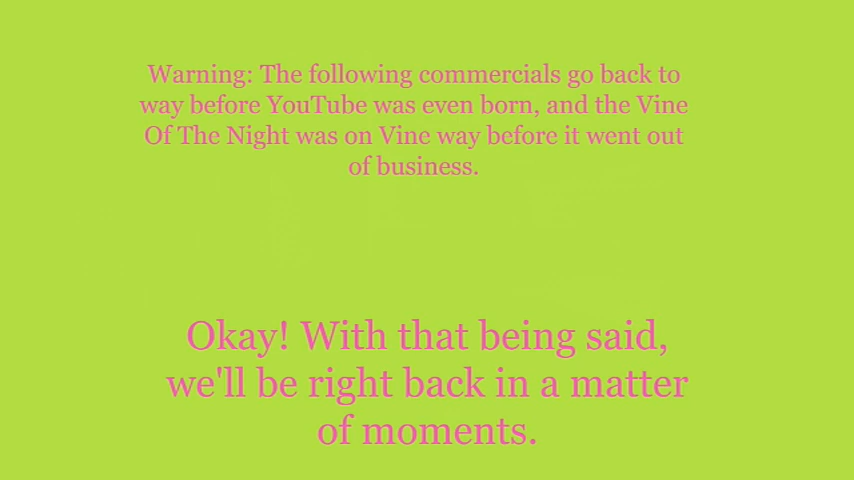 Warning: The following commercials go back to
way before YouTube was even born, and the Vine
Of The Night was on Vine way before it went out
of business.
Okay! With that being said,
we'll be right back in a matter
of moments.